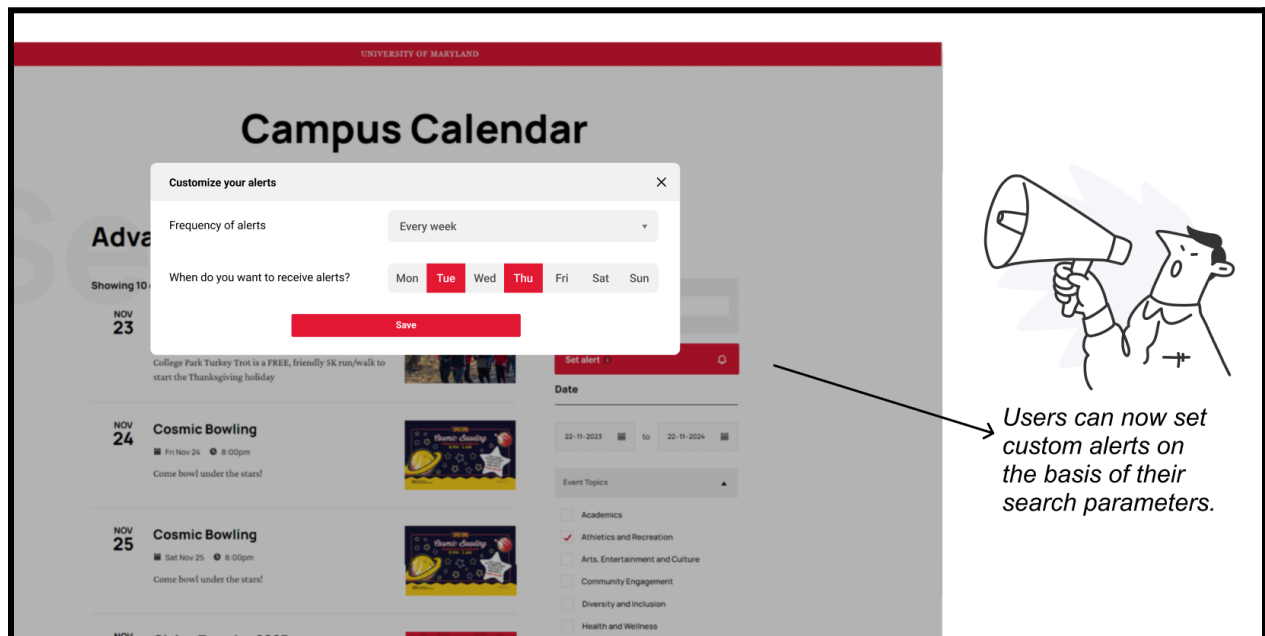 UNIVERSITY OF MARYLAND
Campus Calendar
Customize your alerts
Frequency of alerts
Every week
When do you want to receive alerts?
Mon Tue Wed Thu Fri Sat Sun
Save
Showing 10
NOV
23
College Park Turkey Trot is a FREE, friendly 5K run/walk to
start the Thanksgiving holiday
NOV
24
Cosmic Bowling
Fri Nov 24 8:00pm
Come bowl under the stars!
Cosmic Bowling
NOV
25
Cosmic Bowling
Sat Nov 25 8:00pm
Come bowl under the stars!
Cosmic Bowling
NOV
Set alert
Date
22-11-2023 to 22-11-2024
Event Topics
Academics
Athletics and Recreation
Arts, Entertainment and Culture
Community Engagement
Diversity and Inclusion
Health and Wellness
Users can now set
custom alerts on
the basis of their
search parameters.